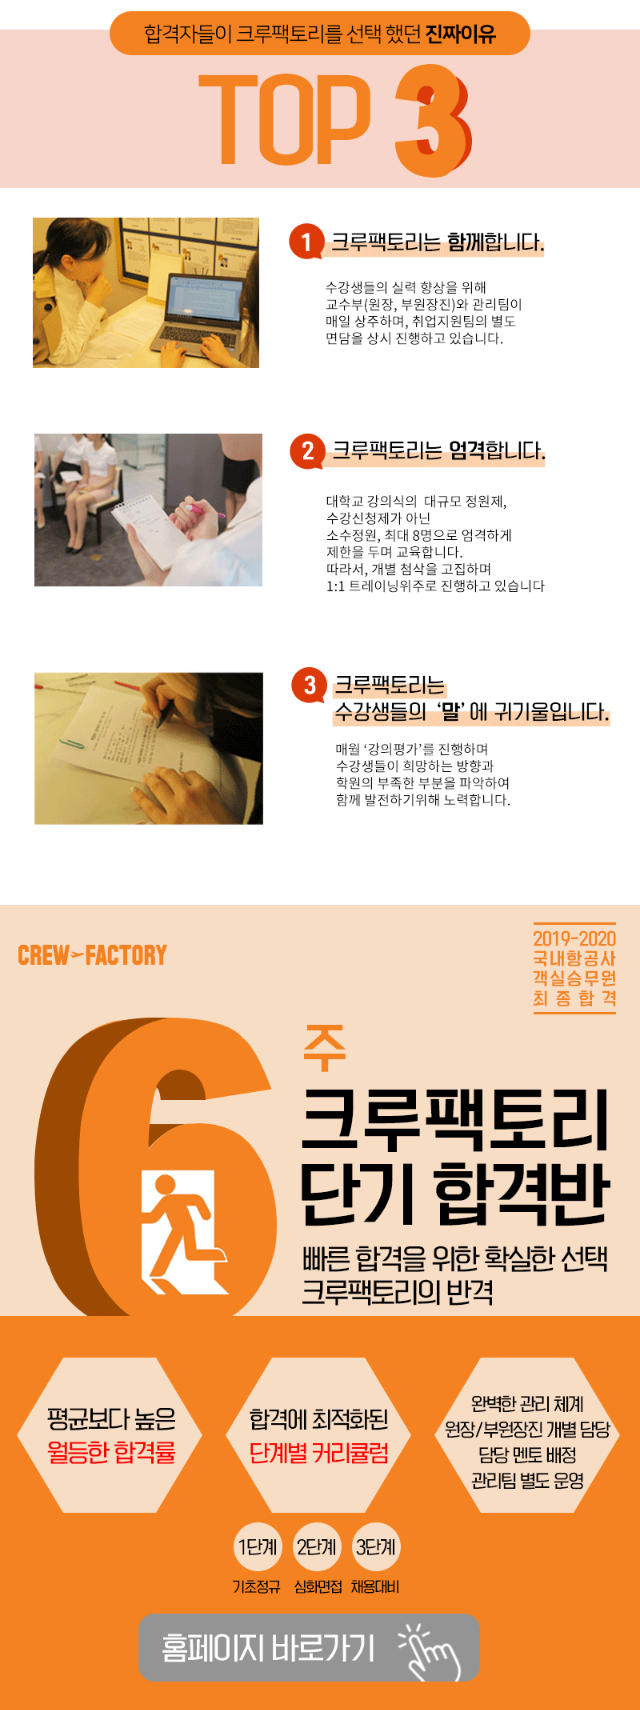 합격자들이 크루팩토리를 선택 했던 진짜이유
TOP 3
1 크루팩토리는 함께합니다.
수강생들의 실력 향상을 위해
교수부(원장, 부원장진)와 관리팀이
매일 상주하며, 취업지원팀의 별도
면담을 상시 진행하고 있습니다.
2 크루팩토리는 엄격합니다.
대학교 강의식의 대규모 정원제,
수강신청제가 아닌
소수정원, 최대 8명으로 엄격하게
제한을 두며 교육합니다.
따라서, 개별 첨삭을 고집하며
1:1 트레이닝위주로 진행하고 있습니다
3 크루팩토리는
수강생들의 ‘말’에 귀기울입니다.
매월 ‘강의평가’를 진행하며
수강생들이 희망하는 방향과
학원의 부족한 부분을 파악하여
함께 발전하기위해 노력합니다.
CREW FACTORY
2019-2020
국내항공사
객실승무원
최종합격
6주
크루팩토리
단기 합격반
빠른 합격을 위한 확실한 선택
크루팩토리의 반격
평균보다 높은
월등한 합격률
합격에 최적화된
단계별 커리큘럼
완벽한 관리 체계
원장/부원장진 개별 담당
담당 멘토 배정
관리팀 별도 운영
1단계 2단계 3단계
기초정규 심화면접 채용대비
홈페이지 바로가기